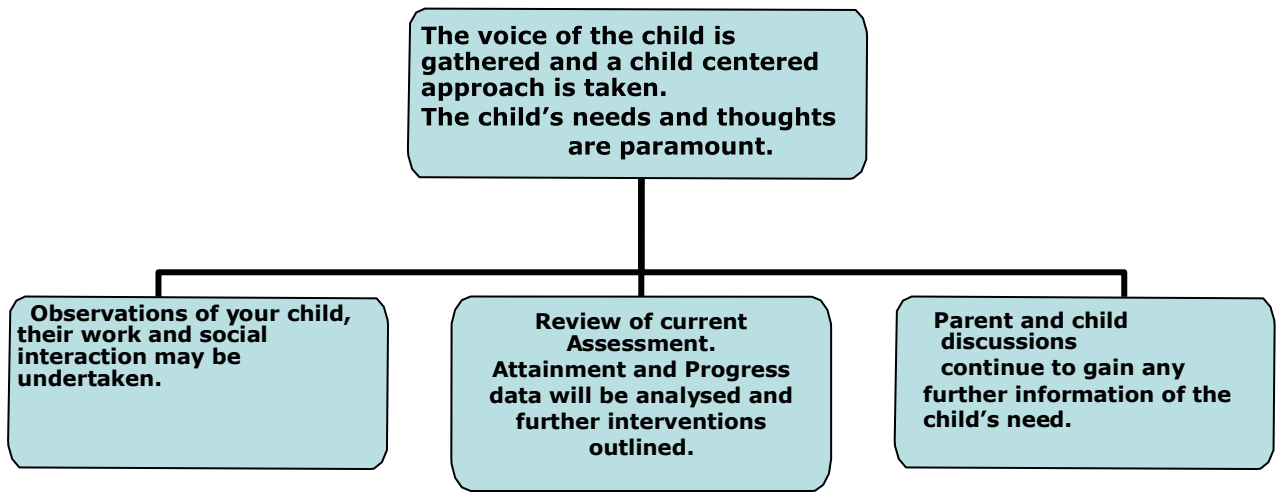 The voice of the child is
gathered and a child centered
approach is taken.
The child’s needs and thoughts
are paramount.
Observations of your child,
their work and social
interaction may be
undertaken.
Review of current
Assessment.
Attainment and Progress
data will be analysed and
further interventions
outlined.
Parent and child
discussions
continue to gain any
further information of the
child’s need.